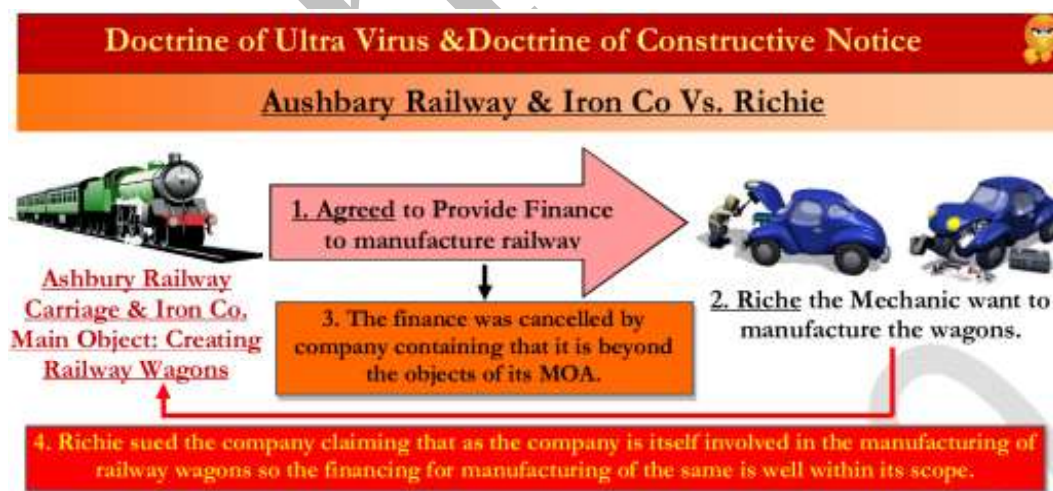 Doctrine of Ultra Virus &Doctrine of Constructive Notice
Aushbary Railway & Iron Co Vs. Richie
1. Agreed to Provide Finance
to manufacture railway
Ashbury Railway
Carriage & Iron Co.
Main Object: Creating
Railway Wagons
3. The finance was cancelled by
company containing that it is beyond
the objects of its MOA.
2. Riche the Mechanic want to
manufacture the wagons.
4. Richie sued the company claiming that as the company is itself involved in the manufacturing of
railway wagons so the financing for manufacturing of the same is well within its scope.